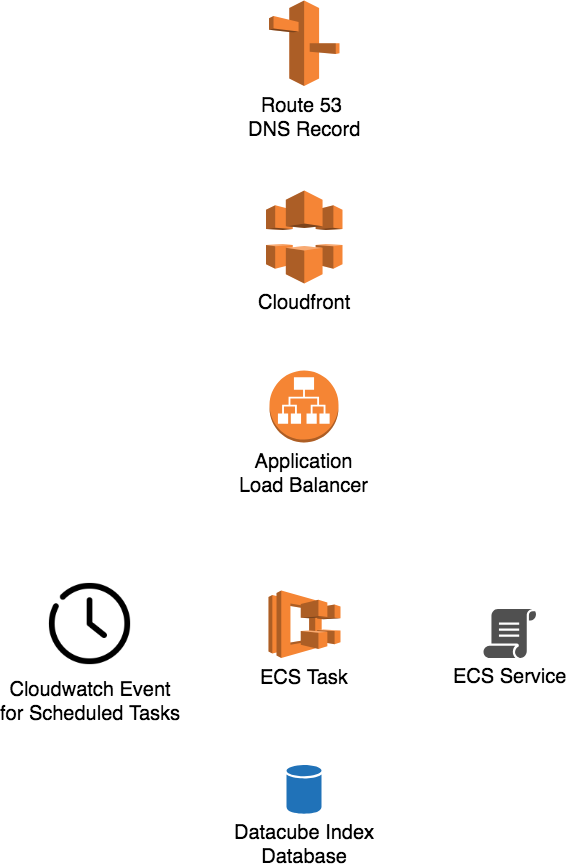 Route 53
DNS Record
Cloudfront
Application
Load Balancer
Cloudwatch Event
for Scheduled Tasks
ECS Task
ECS Service
Datacube Index
Database